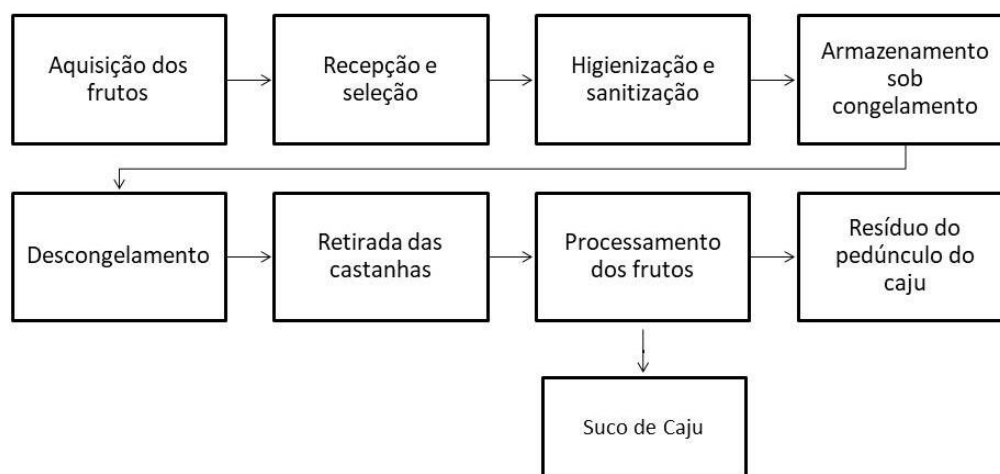 Aquisição dos
frutos
Recepção e
seleção
Higienização e
sanitização
Armazenamento
sob
congelamento
Descongelamento
Retirada das
castanhas
Processamento
dos frutos
Resíduo do
pedúnculo do
caju
Suco de Caju